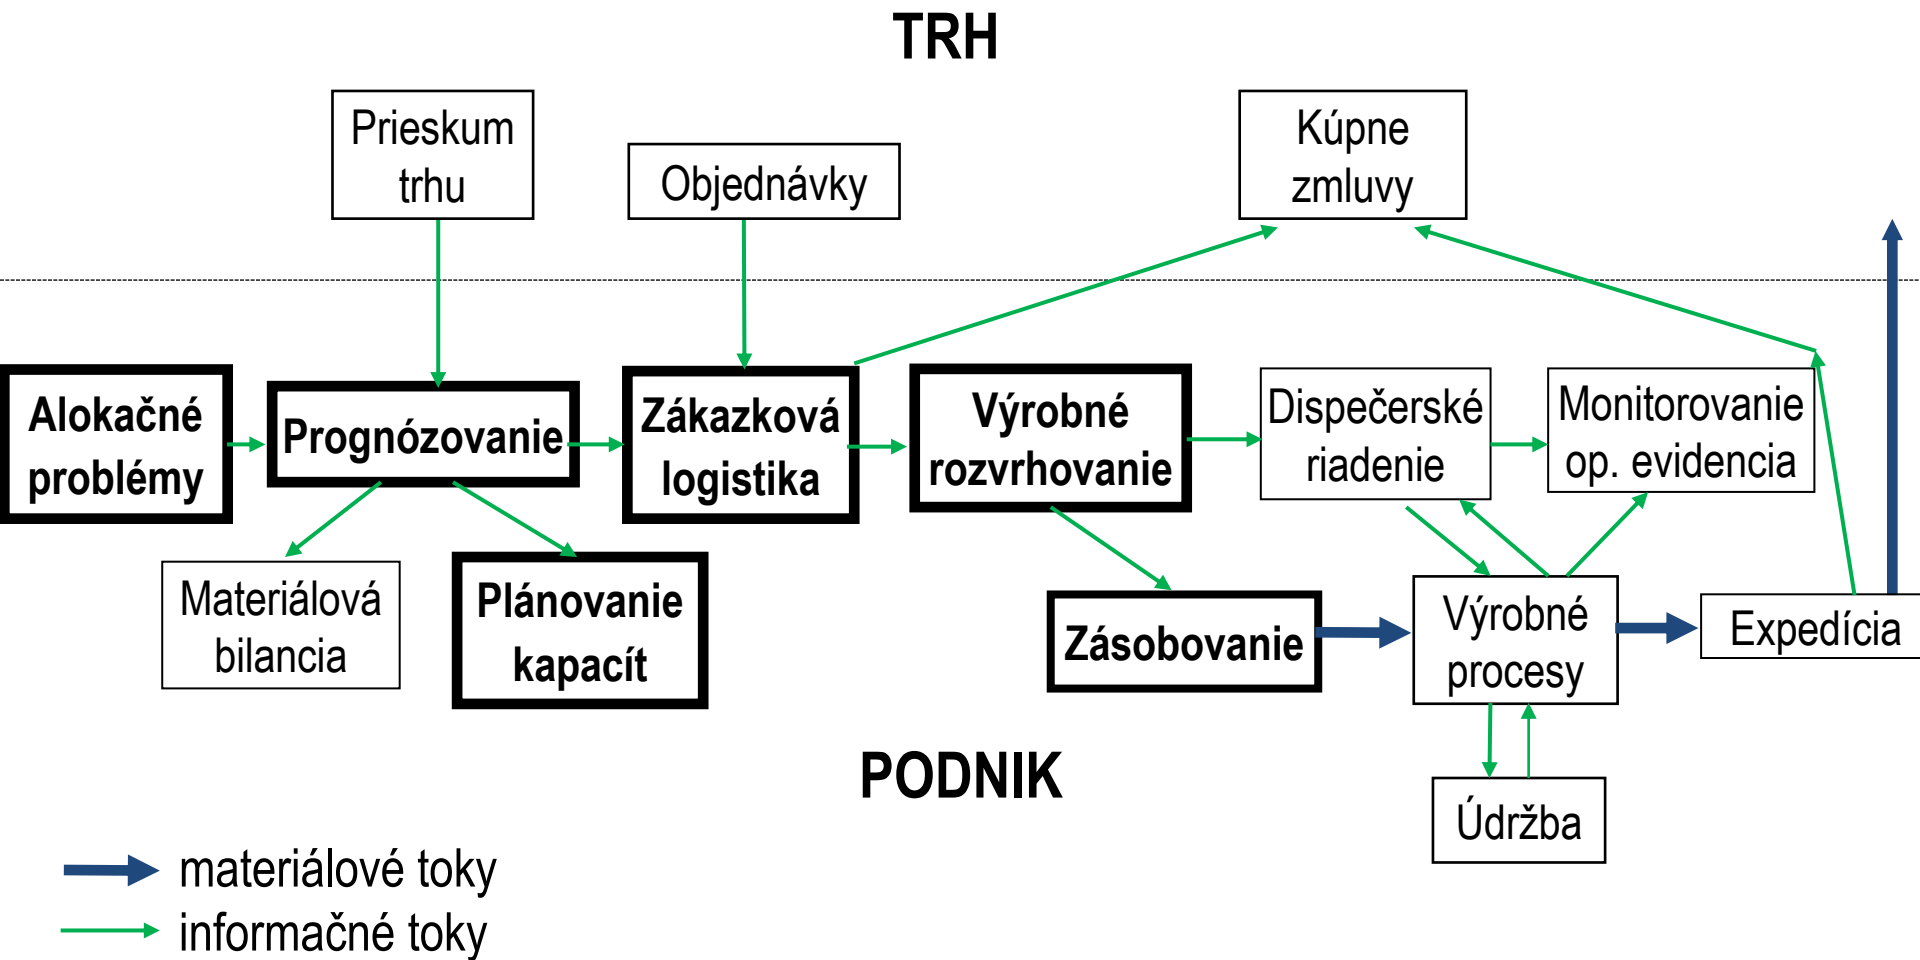 TRH
Prieskum
trhu
Objednávky
Kúpne
zmluvy
Alokačné
problémy
Prognózovanie
Zákazková
logistika
Výrobné
rozvrhovanie
Dispečerské
riadenie
Monitorovanie
op. evidencia
Materiálová
bilancia
Plánovanie
kapacít
Zásobovanie
Výrobné
procesy
Expedícia
PODNIK
Údržba
materiálové toky
informačné toky